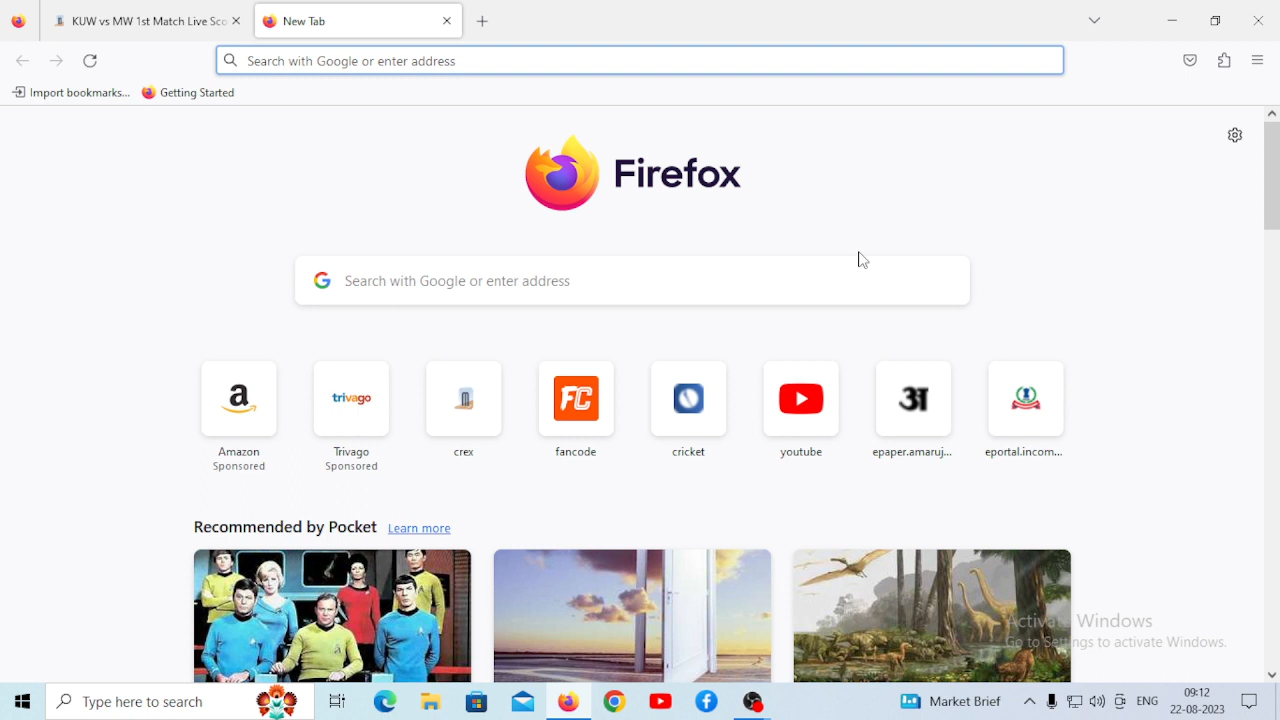 KUW vs MW 1st Match Live Sco
New Tab
Search with Google or enter address
Import bookmarks...
Getting Started
Firefox
Search with Google or enter address
a
trivago
FC
अ
Amazon
Sponsored
Trivago
Sponsored
crex
fancode
cricket
youtube
epaper.amaruj...
eportal.incom...
Recommended by Pocket
Learn more
Activate Windows
Go to Settings to activate Windows.
Type here to search
Market Brief
ENG
09:12
22-08-2023